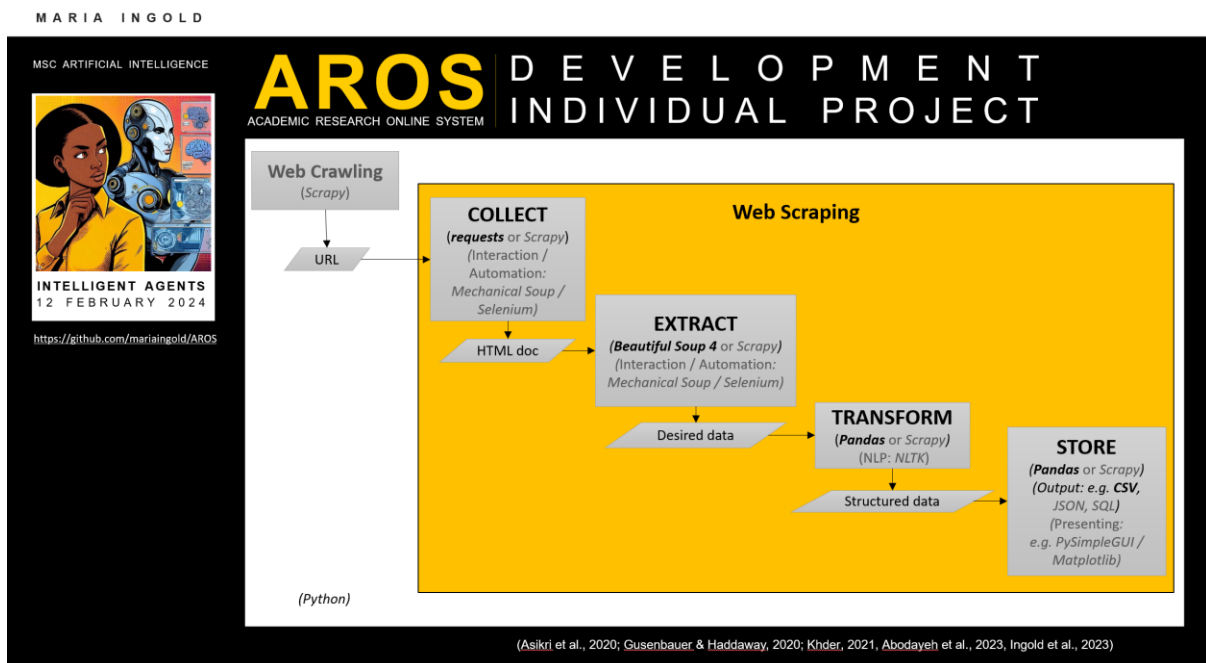 MARIA INGOLD
MSC ARTIFICIAL INTELLIGENCE
INTELLIGENT AGENTS
12 FEBRUARY 2024
https://github.com/mariaingold/AROS
AROS
ACADEMIC RESEARCH ONLINE SYSTEM
DEVELOPMENT
INDIVIDUAL PROJECT
Web Crawling
(Scrapy)
URL
Web Scraping
COLLECT
(requests or Scrapy)
(Interaction /
Automation:
Mechanical Soup /
Selenium)
HTML doc
EXTRACT
(Beautiful Soup 4 or Scrapy)
(Interaction / Automation:
Mechanical Soup / Selenium)
Desired data
TRANSFORM
(Pandas or Scrapy)
(NLP: NLTK)
Structured data
STORE
(Pandas or Scrapy)
(Output: e.g. CSV,
JSON, SQL)
(Presenting:
e.g. PySimpleGUI /
Matplotlib)
(Python)
(Asikri et al., 2020; Gusenbauer & Haddaway, 2020; Khder, 2021, Abodayeh et al., 2023, Ingold et al., 2023)